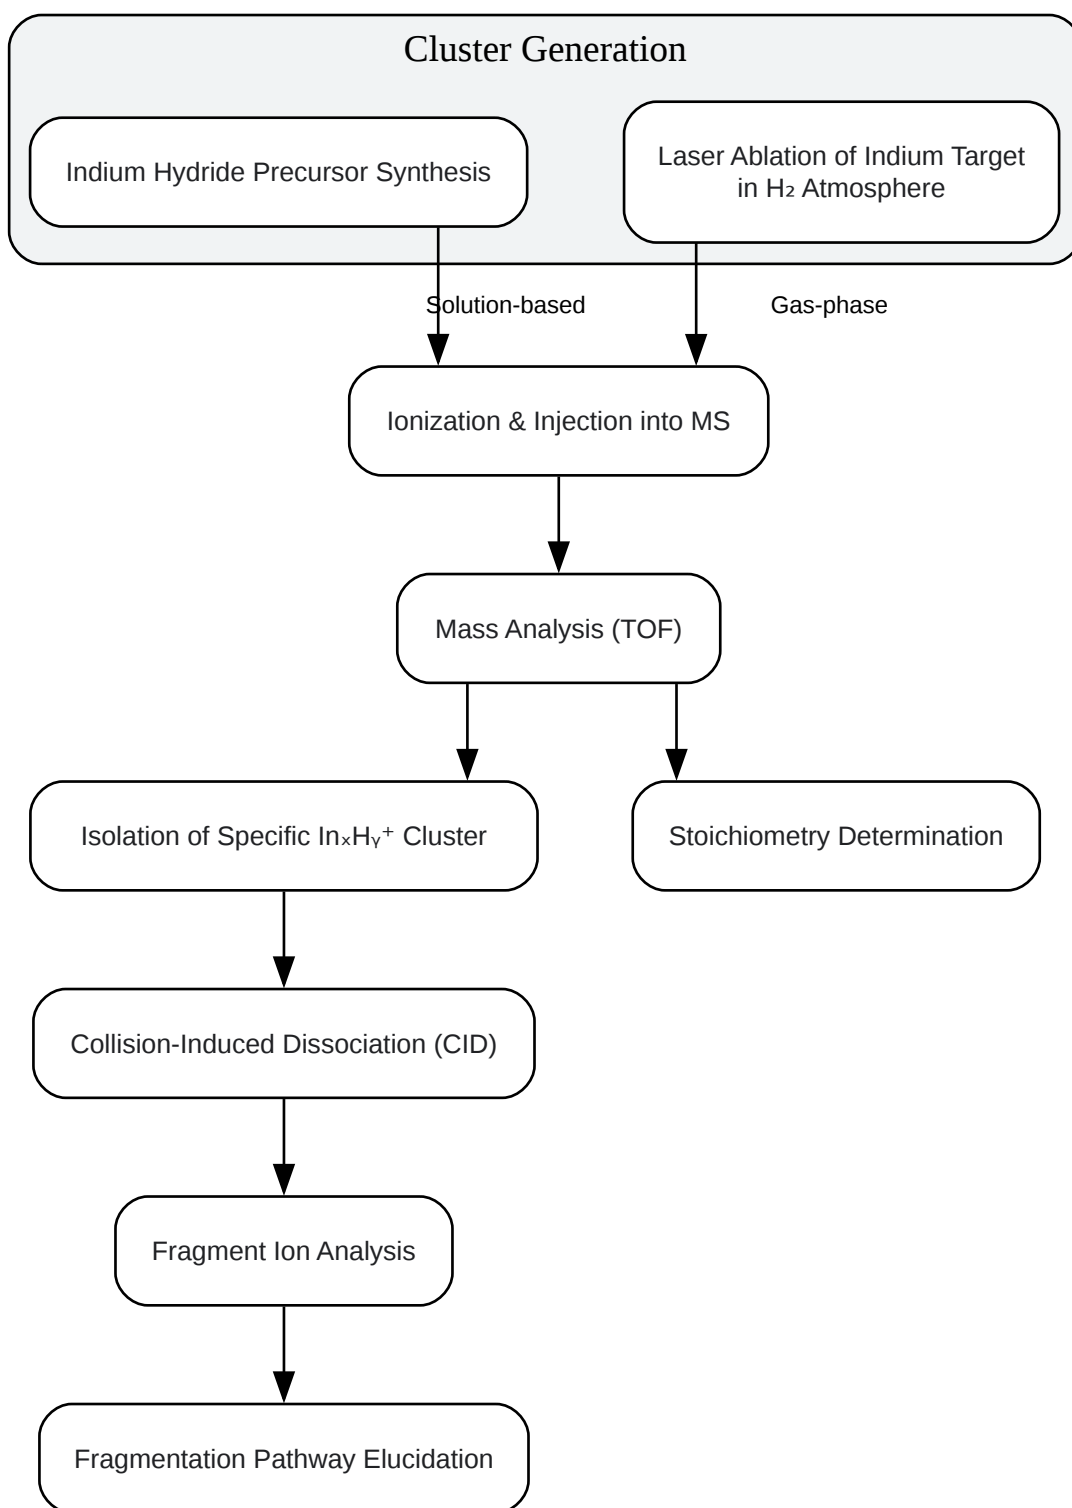 Cluster Generation
Indium Hydride Precursor Synthesis
Laser Ablation of Indium Target
in H₂ Atmosphere
Solution-based
Gas-phase
Ionization & Injection into MS
Mass Analysis (TOF)
Isolation of Specific InₓHᵧ⁺ Cluster
Stoichiometry Determination
Collision-Induced Dissociation (CID)
Fragment Ion Analysis
Fragmentation Pathway Elucidation